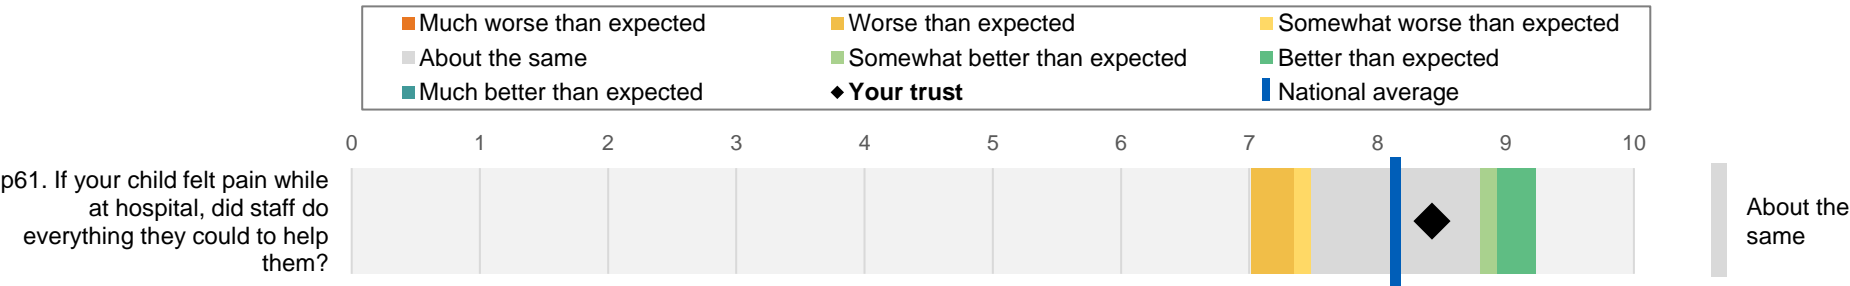 Much worse than expected Worse than expected Somewhat worse than expected
About the same Somewhat better than expected Better than expected
Much better than expected Your trust National average
0 1 2 3 4 5 6 7 8 9 10
p61. If your child felt pain while
at hospital, did staff do
everything they could to help
them?
About the
same